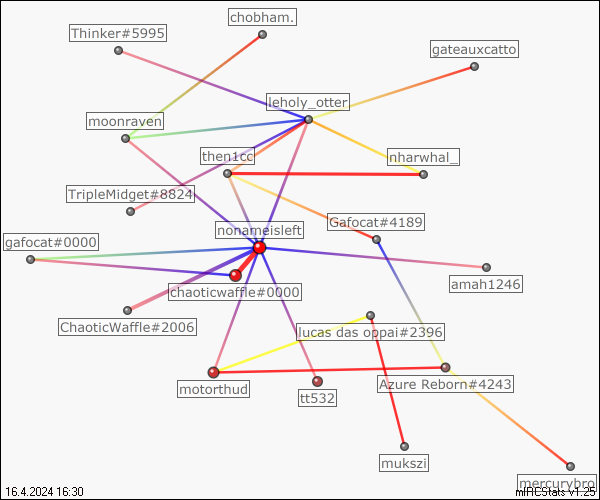 chobham.
Thinker#5995
gateauxcatto
leholy_otter
moonraven
then1cc
nharwhal_
TripleMidget#8824
Gafocat#4189
nonameisleft
gafocat#0000
amah1246
chaoticwaffle#0000
ChaoticWaffle#2006
lucas das oppai#2396
motorthud
Azure Reborn#4243
tt532
mukszi
mercurybro
16.4.2024 16:30
mIRCStats v1.25